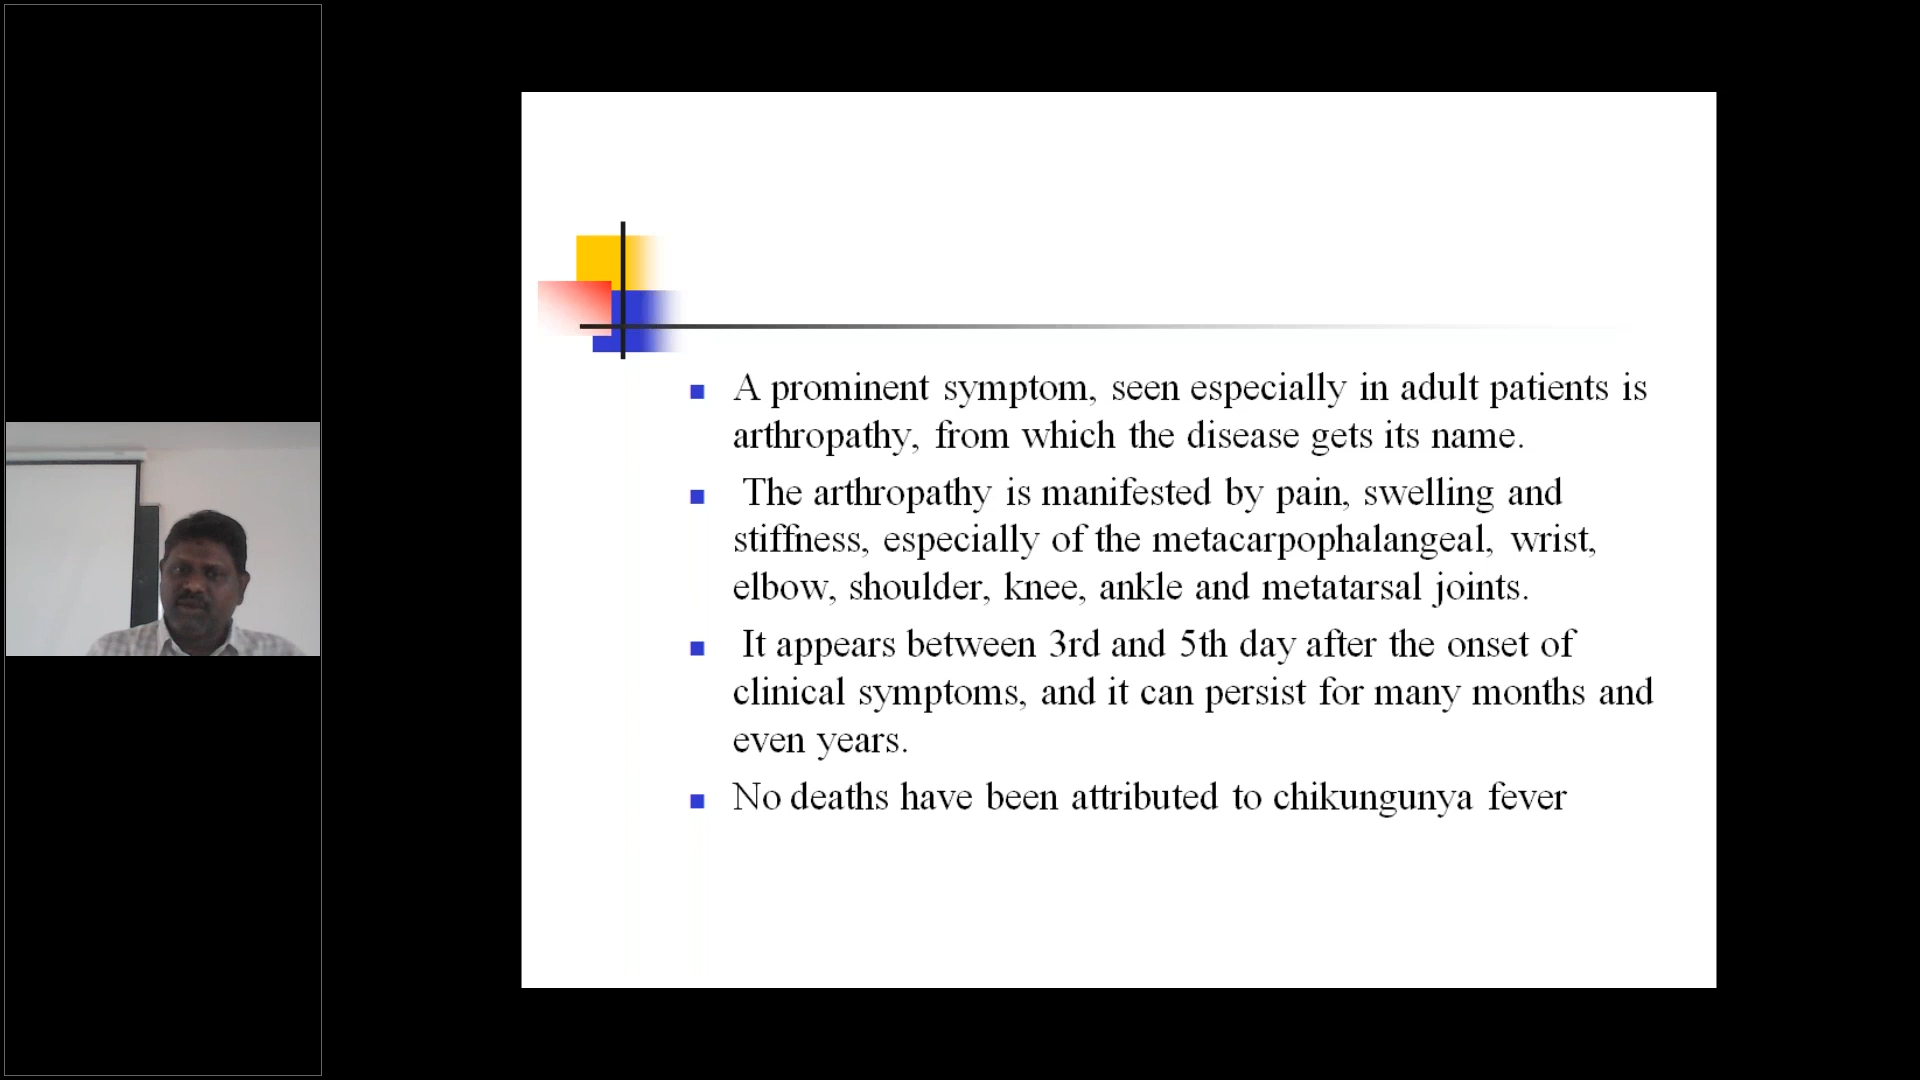 A prominent symptom, seen especially in adult patients is
arthropathy, from which the disease gets its name.
The arthropathy is manifested by pain, swelling and
stiffness, especially of the metacarpophalangeal, wrist,
elbow, shoulder, knee, ankle and metatarsal joints.
It appears between 3rd and 5th day after the onset of
clinical symptoms, and it can persist for many months and
even years.
No deaths have been attributed to chikungunya fever